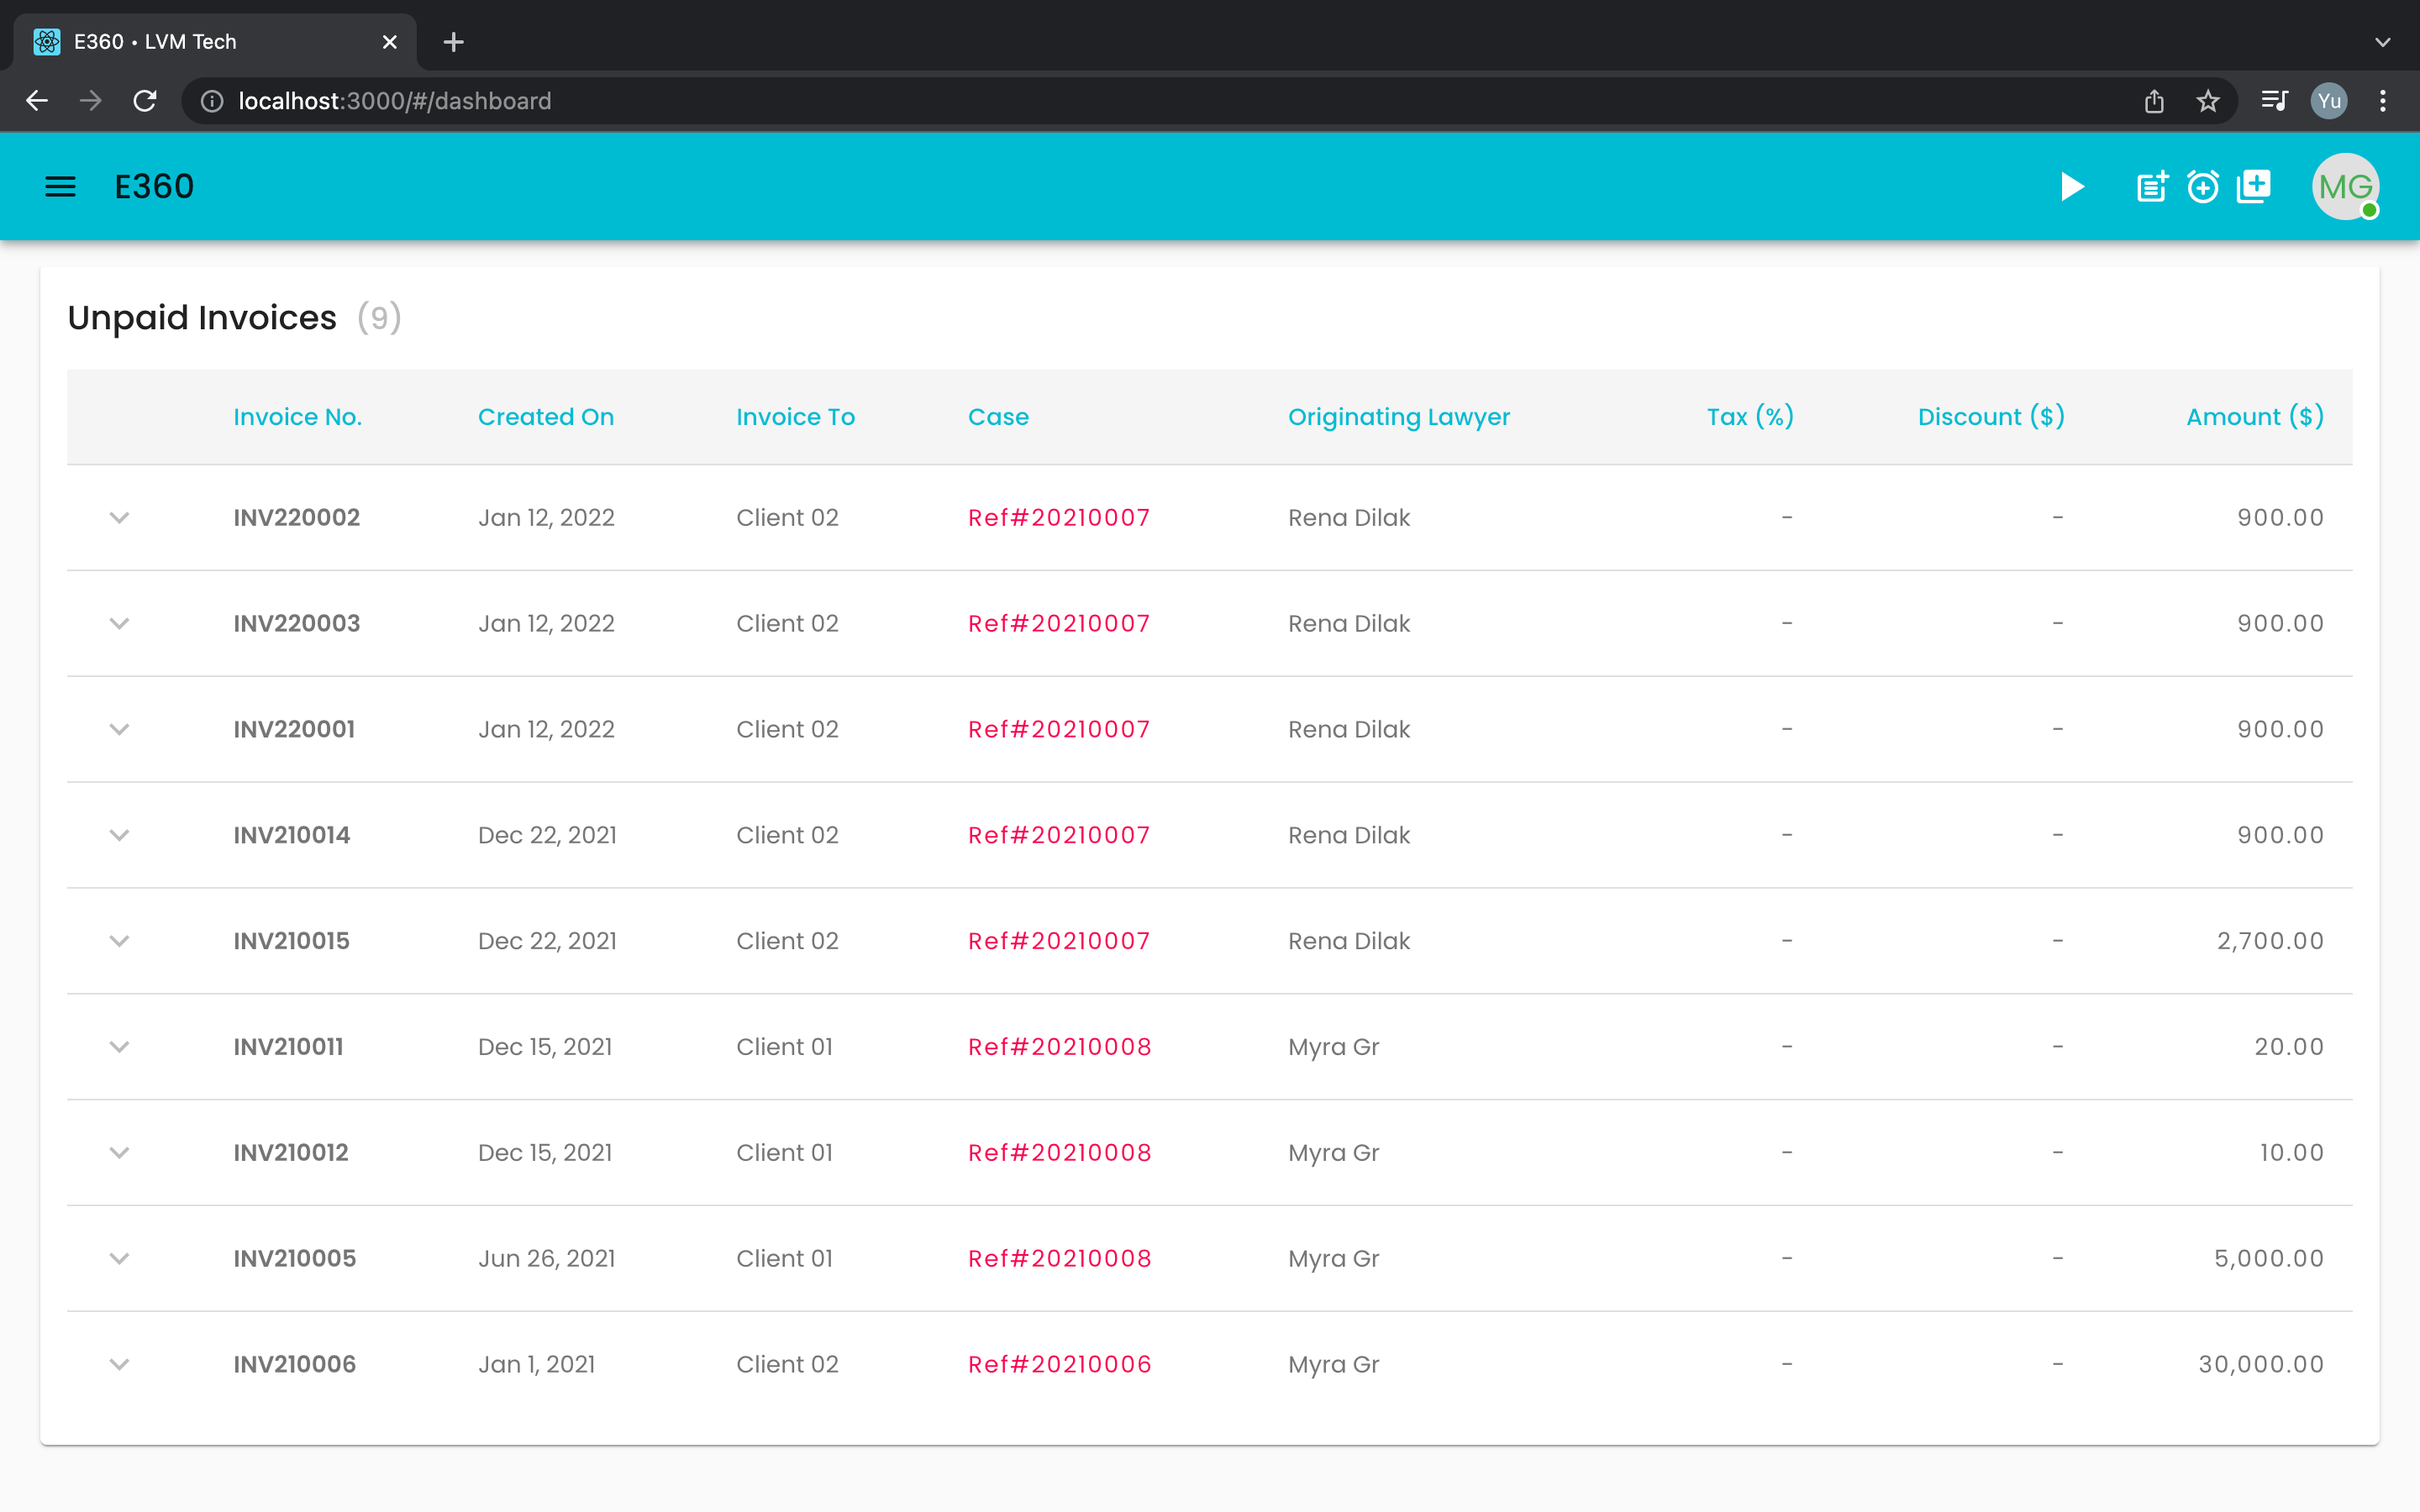 E360 • LVM Tech
localhost:3000/#/dashboard
Yu
E360
MG
Unpaid Invoices (9)
Invoice No. Created On Invoice To Case Originating Lawyer Tax (%) Discount ($) Amount ($)
INV220002 Jan 12, 2022 Client 02 Ref#20210007 Rena Dilak - - 900.00
INV220003 Jan 12, 2022 Client 02 Ref#20210007 Rena Dilak - - 900.00
INV220001 Jan 12, 2022 Client 02 Ref#20210007 Rena Dilak - - 900.00
INV210014 Dec 22, 2021 Client 02 Ref#20210007 Rena Dilak - - 900.00
INV210015 Dec 22, 2021 Client 02 Ref#20210007 Rena Dilak - - 2,700.00
INV210011 Dec 15, 2021 Client 01 Ref#20210008 Myra Gr - - 20.00
INV210012 Dec 15, 2021 Client 01 Ref#20210008 Myra Gr - - 10.00
INV210005 Jun 26, 2021 Client 01 Ref#20210008 Myra Gr - - 5,000.00
INV210006 Jan 1, 2021 Client 02 Ref#20210006 Myra Gr - - 30,000.00